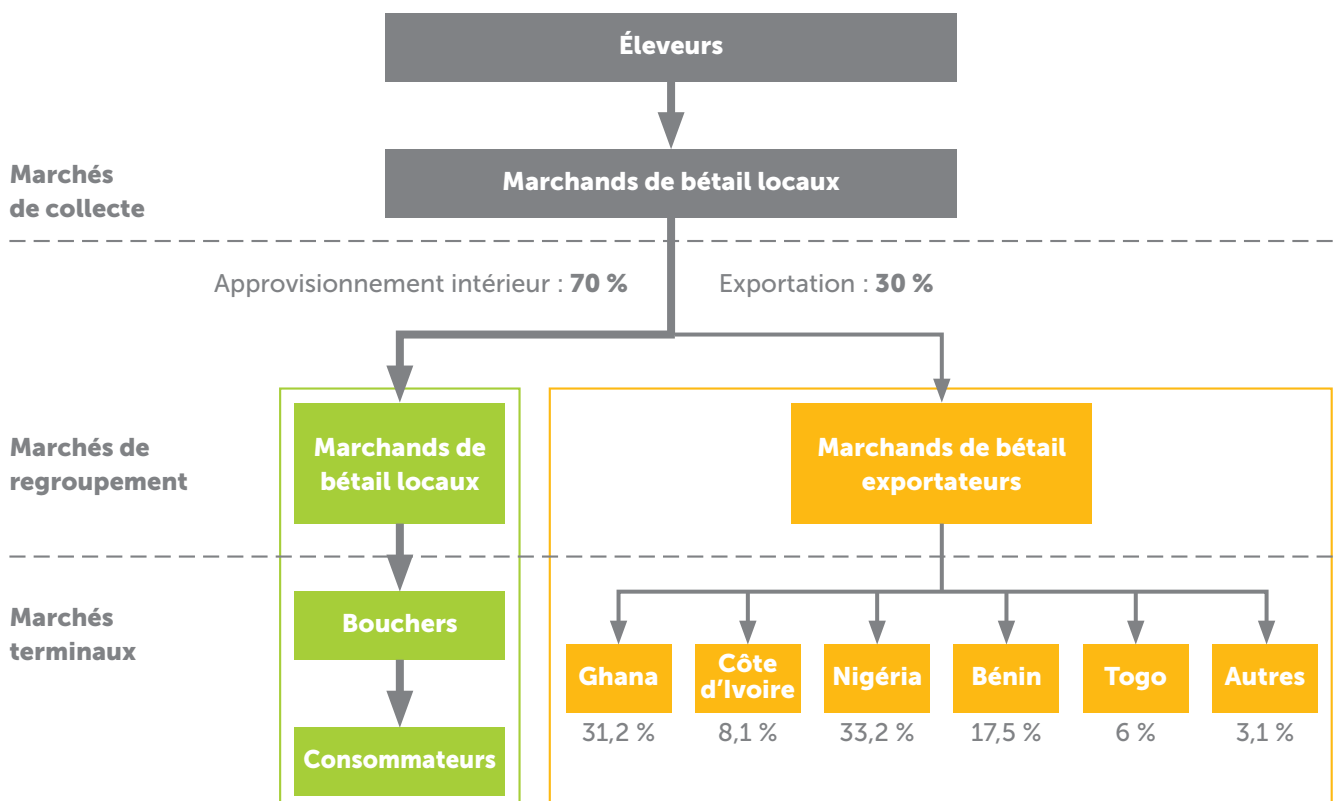 Éleveurs
Marchés
de collecte
Marchands de bétail locaux
Approvisionnement intérieur : 70 %
Exportation : 30 %
Marchés de
regroupement
Marchands de
bétail locaux
Marchands de bétail
exportateurs
Marchés
terminaux
Bouchers
Consommateurs
Ghana
31,2 %
Côte
d’Ivoire
8,1 %
Nigéria
33,2 %
Bénin
17,5 %
Togo
6 %
Autres
3,1 %